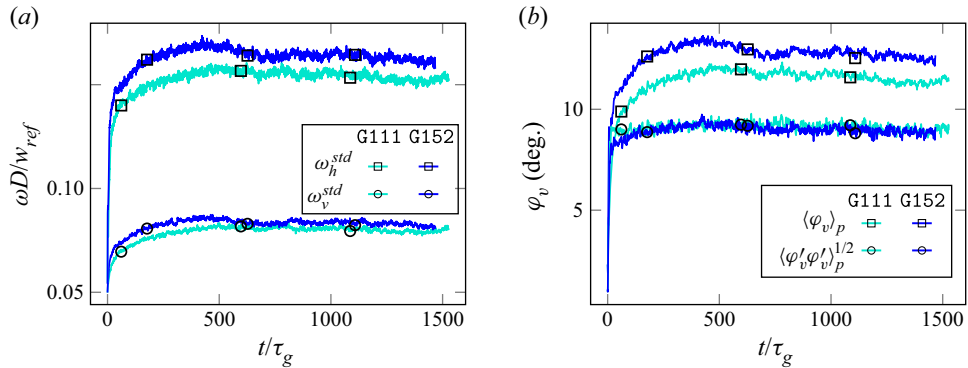 (a)
ωD/w_ref
0.10
0.05
0
500
1000
1500
t/τ_g
G111 G152
ω_h^{std}
ω_v^{std}
(b)
φ_v (deg.)
10
5
0
500
1000
1500
t/τ_g
G111 G152
⟨φ_v⟩_p
⟨φ′_vφ′_v⟩_p^{1/2}